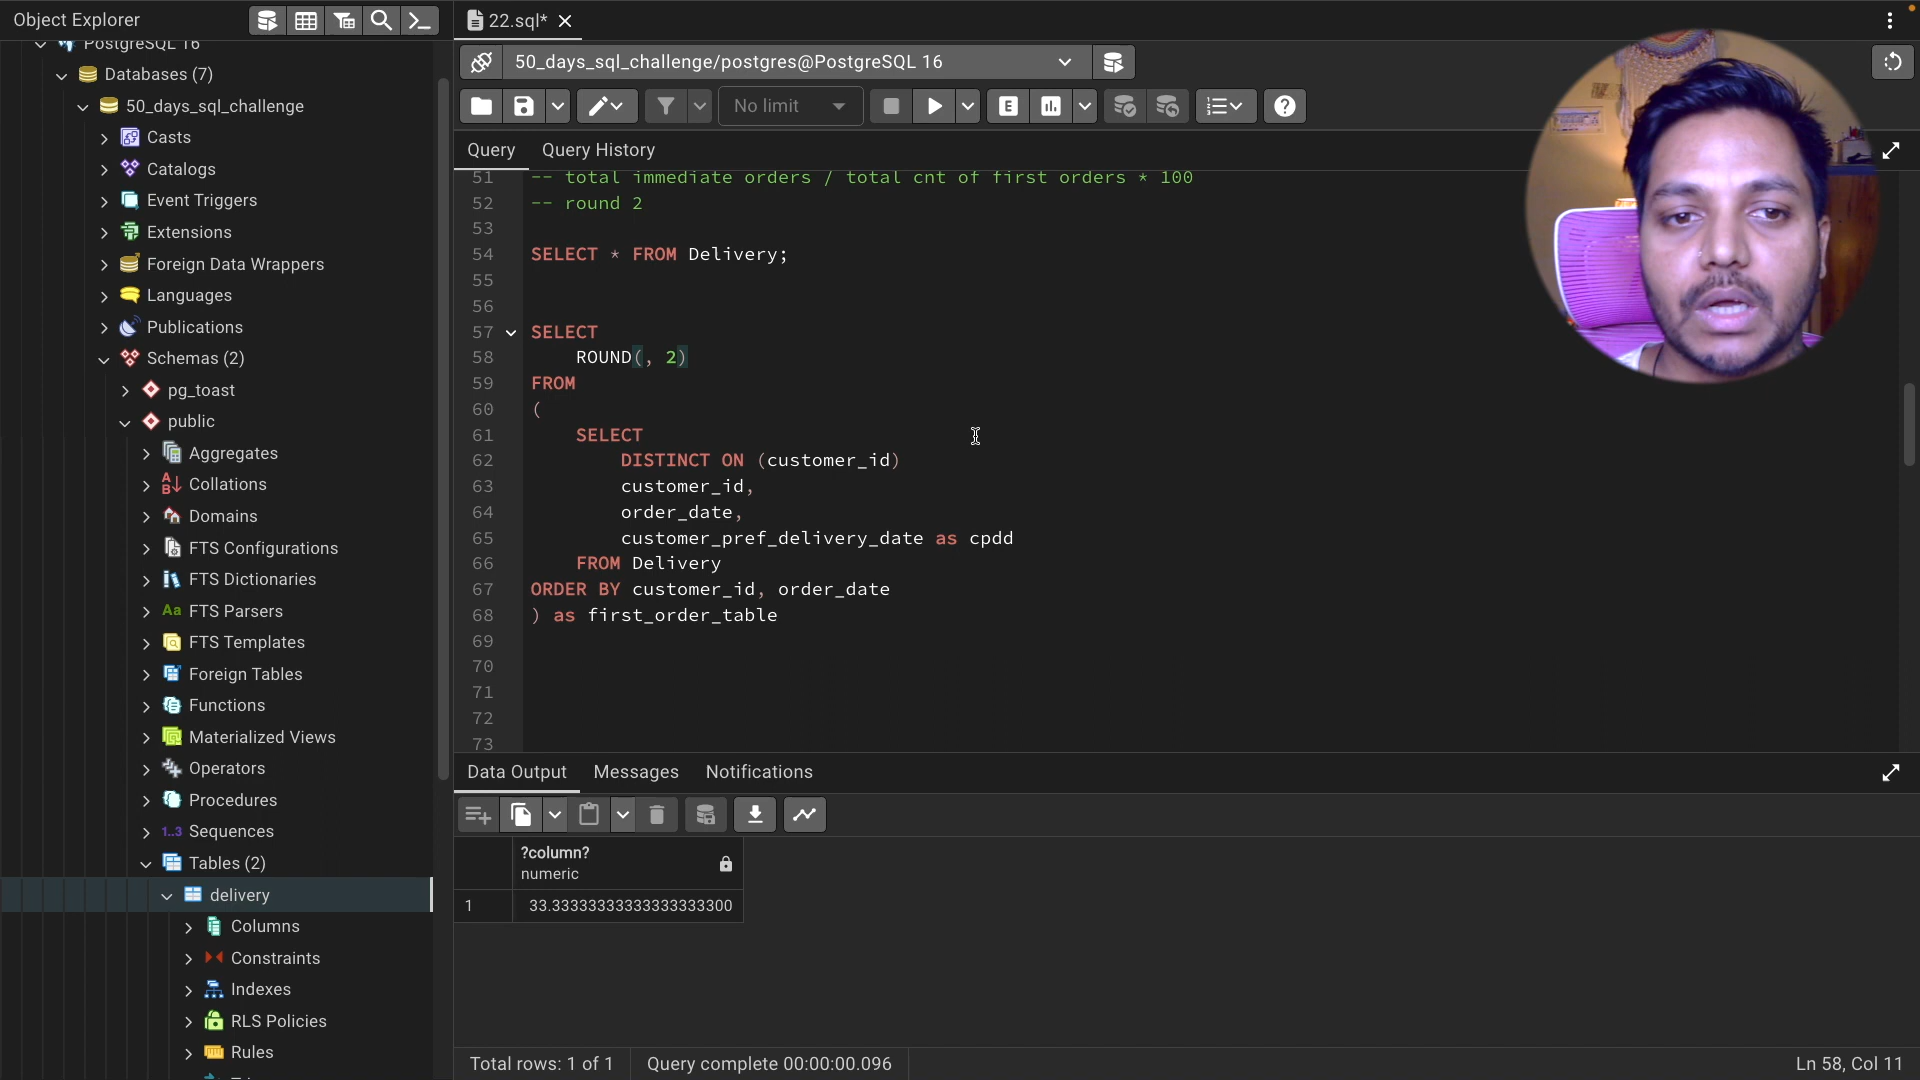 Object Explorer
PostgreSQL 16
Databases (7)
50_days_sql_challenge
Casts
Catalogs
Event Triggers
Extensions
Foreign Data Wrappers
Languages
Publications
Schemas (2)
pg_toast
public
Aggregates
Collations
Domains
FTS Configurations
FTS Dictionaries
Aa FTS Parsers
FTS Templates
Foreign Tables
Functions
Materialized Views
Operators
Procedures
1..3 Sequences
Tables (2)
delivery
Columns
Constraints
Indexes
RLS Policies
Rules
22.sql*
50_days_sql_challenge/postgres@PostgreSQL 16
No limit
E
Query Query History
51 -- total immediate orders / total cnt of first orders * 100
52 -- round 2
53
54 SELECT * FROM Delivery;
55
56
57 SELECT
58 ROUND(, 2)
59 FROM
60 (
61 SELECT
62 DISTINCT ON (customer_id)
63 customer_id,
64 order_date,
65 customer_pref_delivery_date as cpdd
66 FROM Delivery
67 ORDER BY customer_id, order_date
68 ) as first_order_table
69
70
71
72
73
Data Output Messages Notifications
?column?
numeric
1 33.33333333333333333300
Total rows: 1 of 1 Query complete 00:00:00.096 Ln 58, Col 11